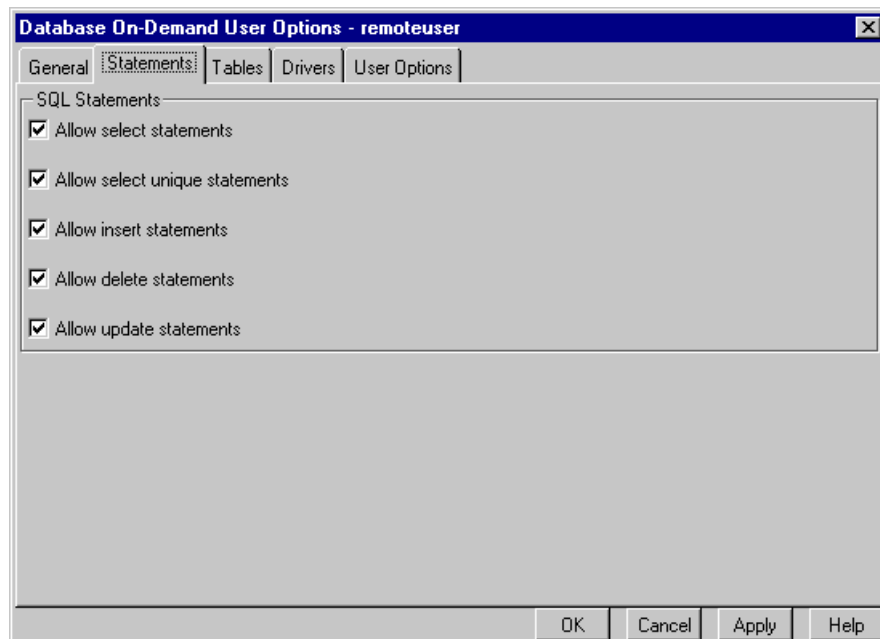 Database On-Demand User Options - remoteuser
General Statements Tables Drivers User Options
SQL Statements
Allow select statements
Allow select unique statements
Allow insert statements
Allow delete statements
Allow update statements
OK Cancel Apply Help